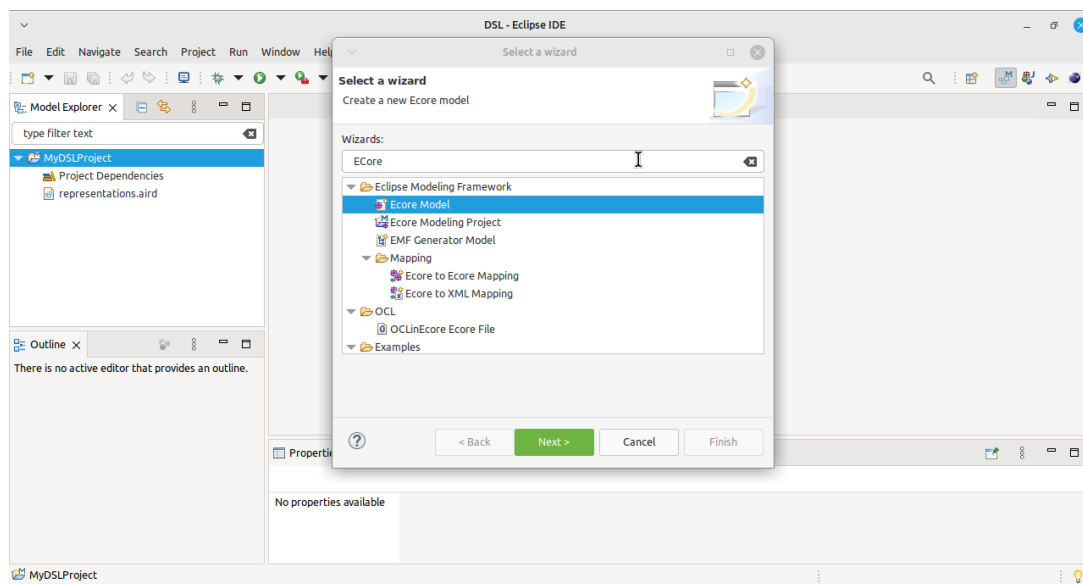 DSL - Eclipse IDE
File Edit Navigate Search Project Run Window Hel
Select a wizard
Select a wizard
Create a new Ecore model
Model Explorer
type filter text
MyDSLProject
Project Dependencies
representations.aird
Wizards:
ECore
Eclipse Modeling Framework
Ecore Model
Ecore Modeling Project
EMF Generator Model
Mapping
Ecore to Ecore Mapping
Ecore to XML Mapping
OCL
OCLinEcore Ecore File
Examples
Outline
There is no active editor that provides an outline.
< Back Next > Cancel Finish
Properti
No properties available
MyDSLProject